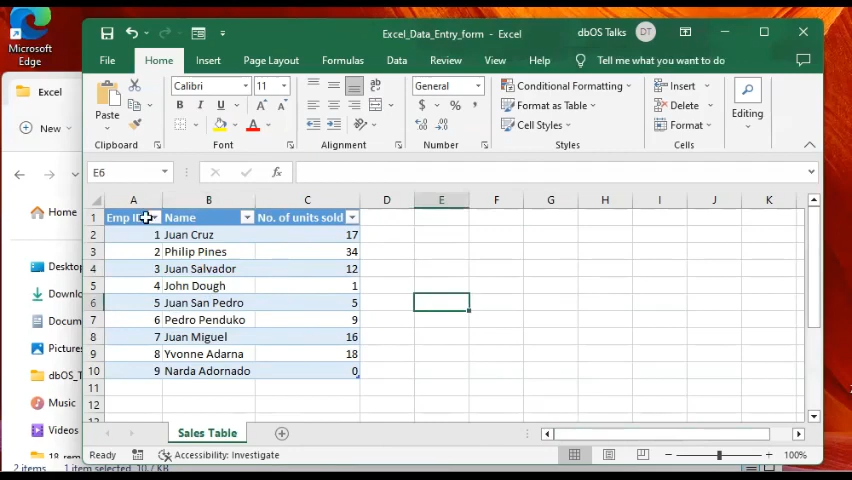 Microsoft
Edge
Excel_Data_Entry_form - Excel
dbOS Talks
DT
File
Home
Insert
Page Layout
Formulas
Data
Review
View
Help
Tell me what you want to do
Excel
New
Home
Desktop
Downlo
Docum
Pictures
dbOS_T
Music
Videos
2 items
1 item selected, 10.7 KB
Paste
Clipboard
Calibri
11
B I U
Font
Alignment
General
$ % ,
Number
Conditional Formatting
Format as Table
Cell Styles
Styles
Insert
Delete
Format
Cells
Editing
E6
fx
A B C D E F G H I J K
1 Emp ID Name No. of units sold
2 1 Juan Cruz 17
3 2 Philip Pines 34
4 3 Juan Salvador 12
5 4 John Dough 1
6 5 Juan San Pedro 5
7 6 Pedro Penduko 9
8 7 Juan Miguel 16
9 8 Yvonne Adarna 18
10 9 Narda Adornado 0
11
12
Sales Table
Ready
Accessibility: Investigate
100%